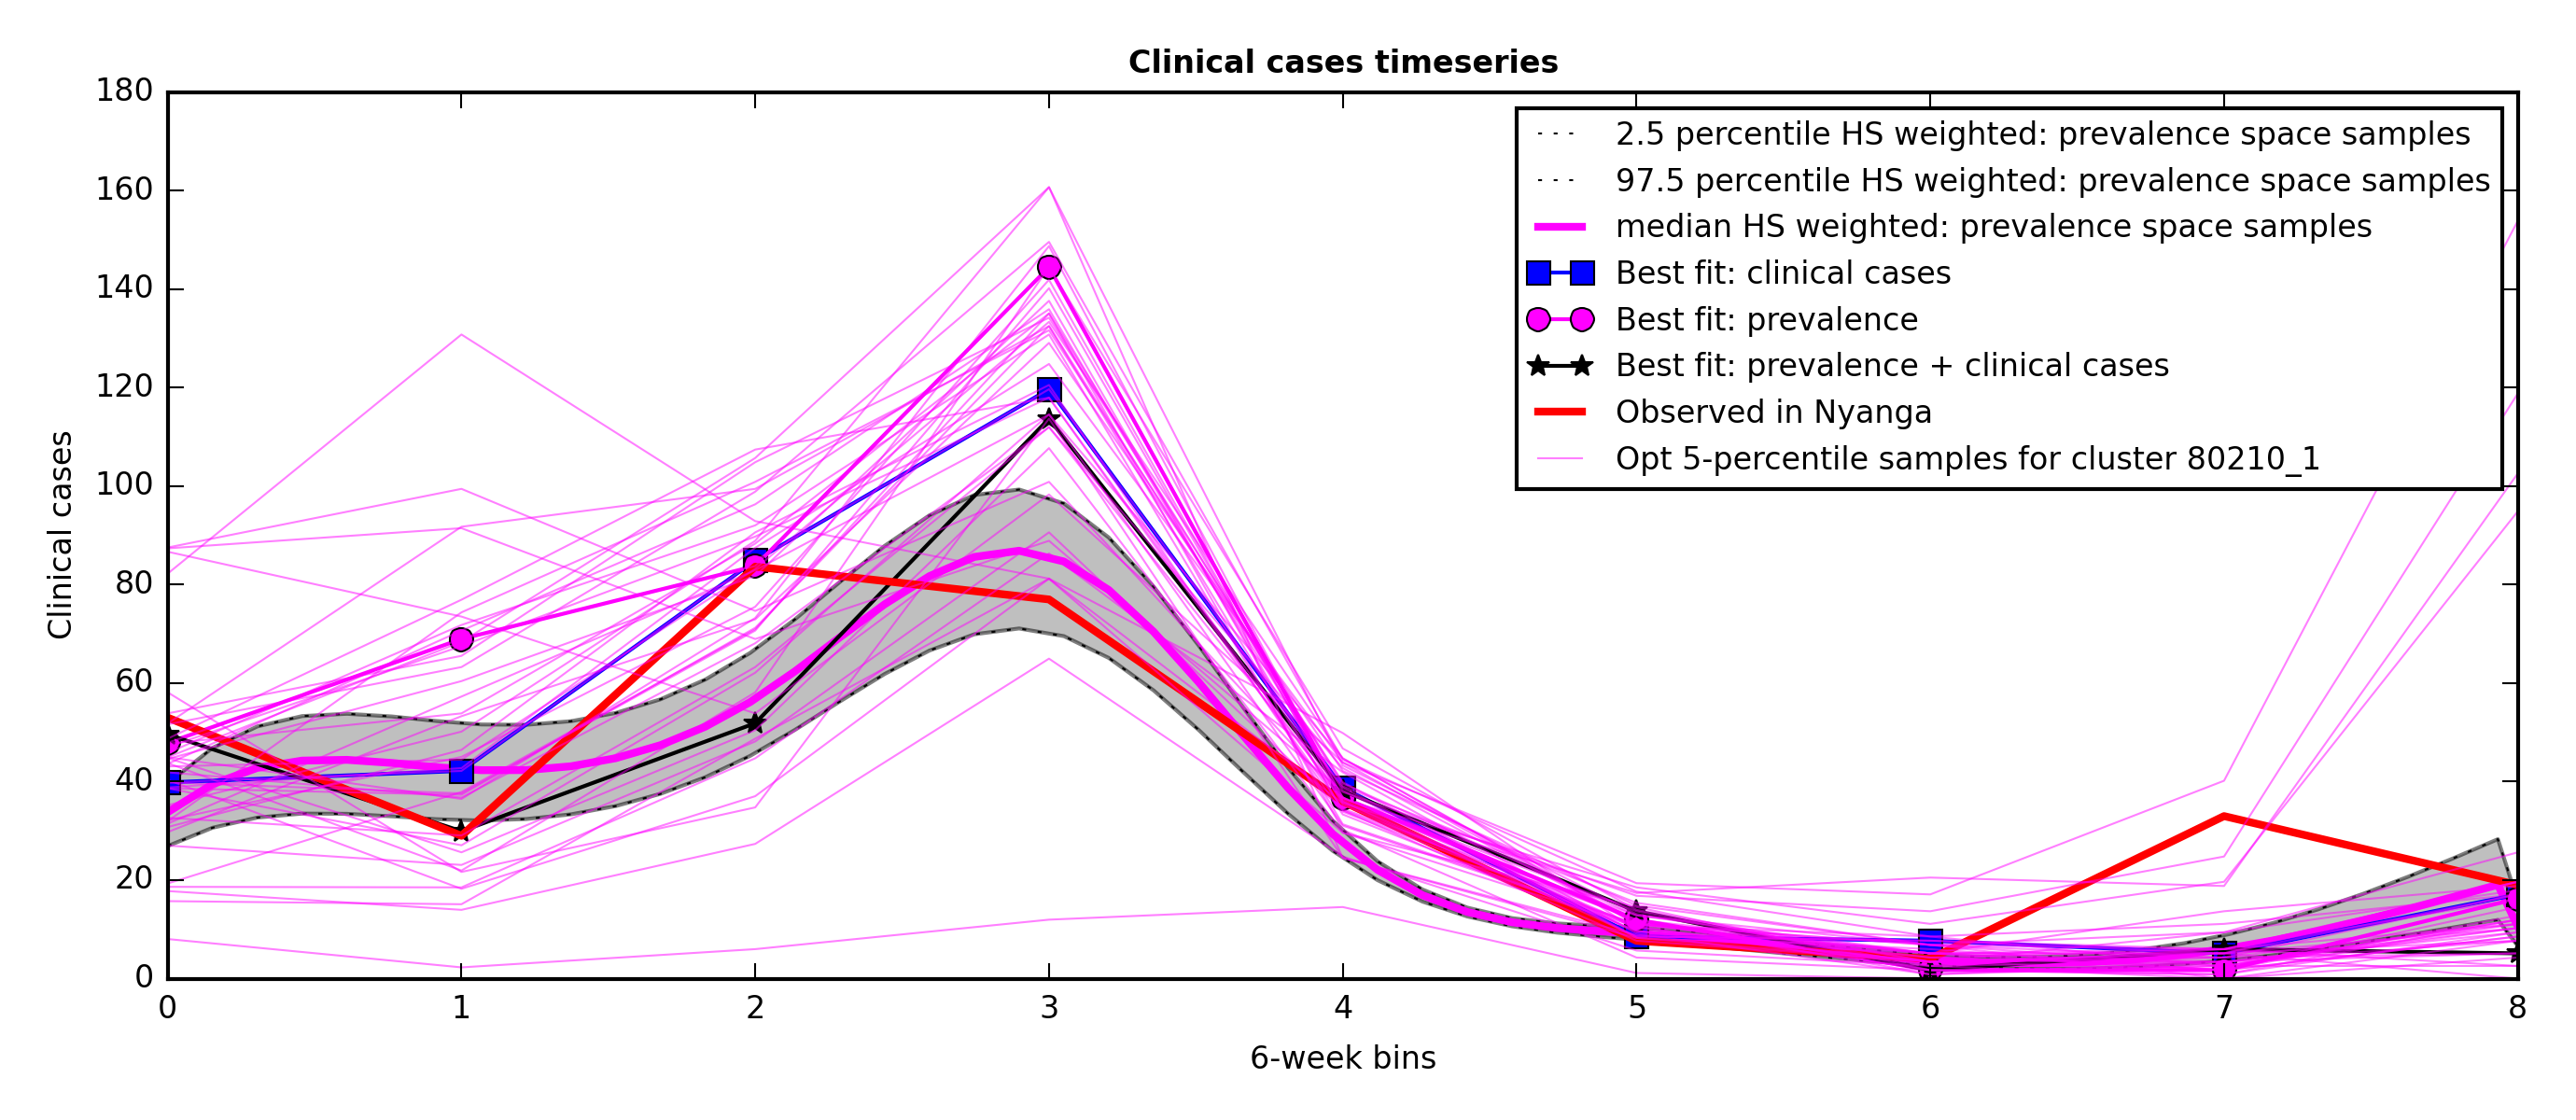 Clinical cases timeseries
180
160
140
120
100
80
60
40
20
0
Clinical cases
2.5 percentile HS weighted: prevalence space samples
97.5 percentile HS weighted: prevalence space samples
median HS weighted: prevalence space samples
Best fit: clinical cases
Best fit: prevalence
Best fit: prevalence + clinical cases
Observed in Nyanga
Opt 5-percentile samples for cluster 80210_1
0 1 2 3 4 5 6 7 8
6-week bins